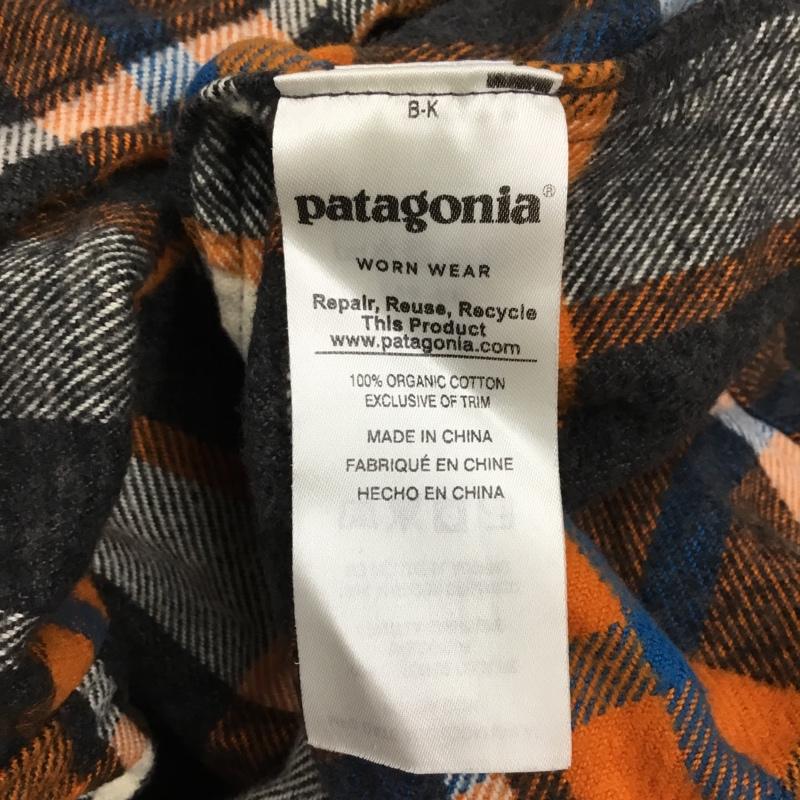 B-K
patagonia®
WORN WEAR
Repair, Reuse, Recycle
This Product
www.patagonia.com
100% ORGANIC COTTON
EXCLUSIVE OF TRIM
MADE IN CHINA
FABRIQUÉ EN CHINE
HECHO EN CHINA